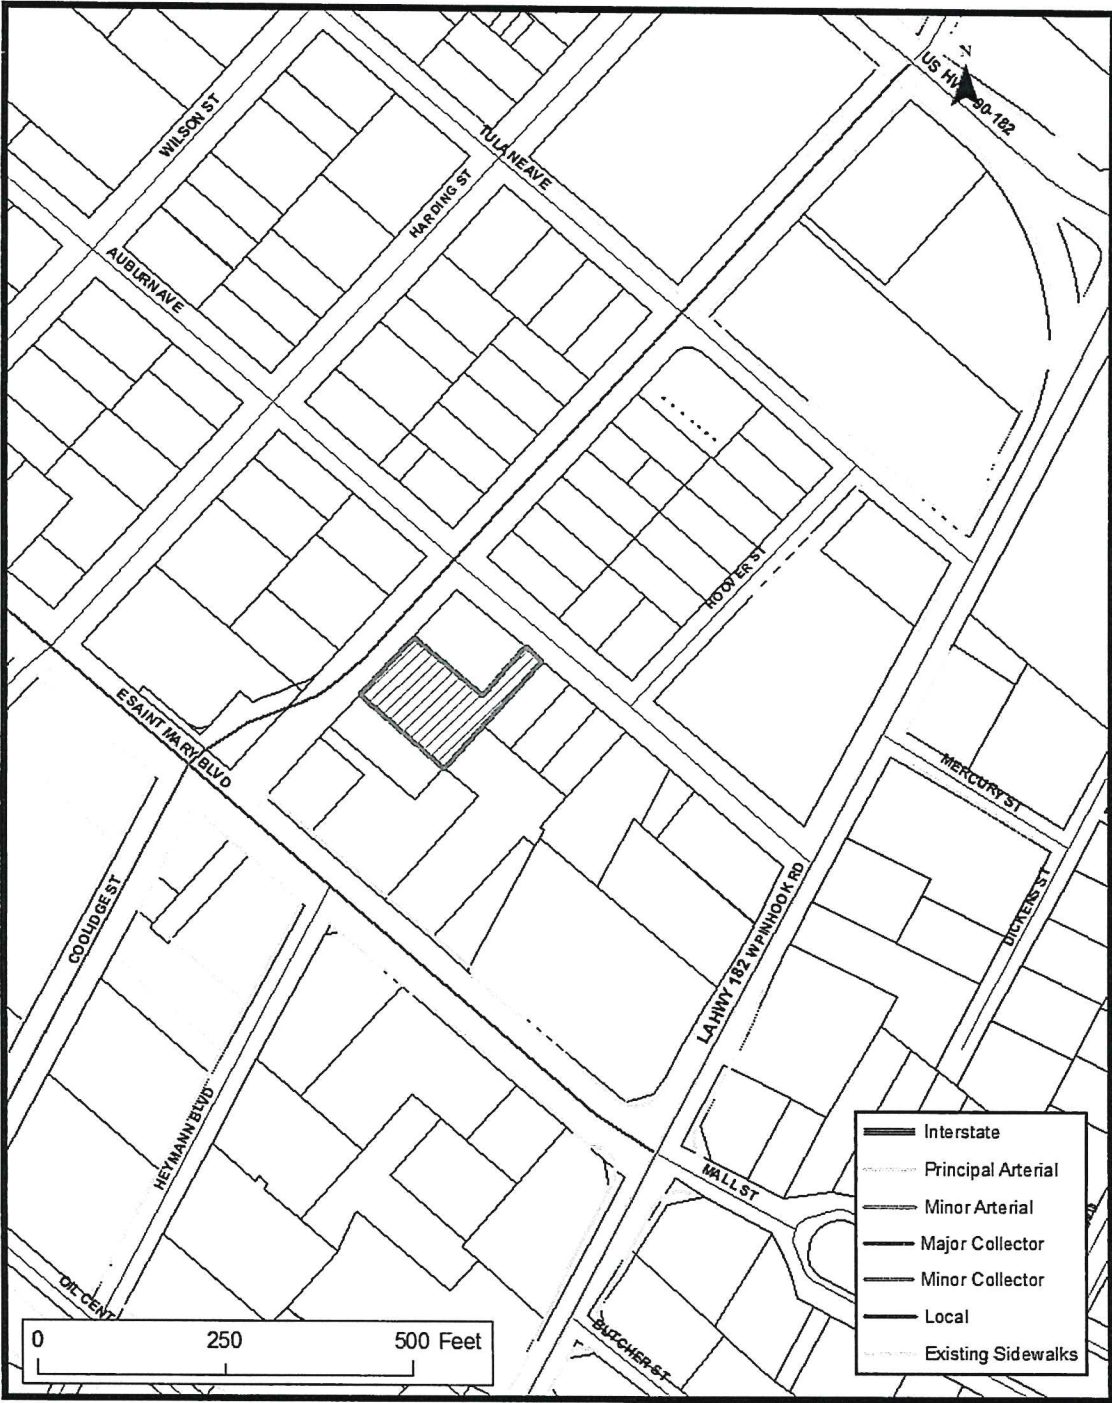 N
US HWY 90-182
WILSON ST
TULANE AVE
HARDING ST
AUBURN AVE
HOOVER ST
E SAINT MARY BLVD
MERCURY ST
COOLIDGE ST
DICKENS ST
LA HWY 182 W PINHOOK RD
HEYMANN BLVD
MALL ST
OIL CENT
BUTCHER ST
Interstate
Principal Arterial
Minor Arterial
Major Collector
Minor Collector
Local
Existing Sidewalks
0 250 500 Feet